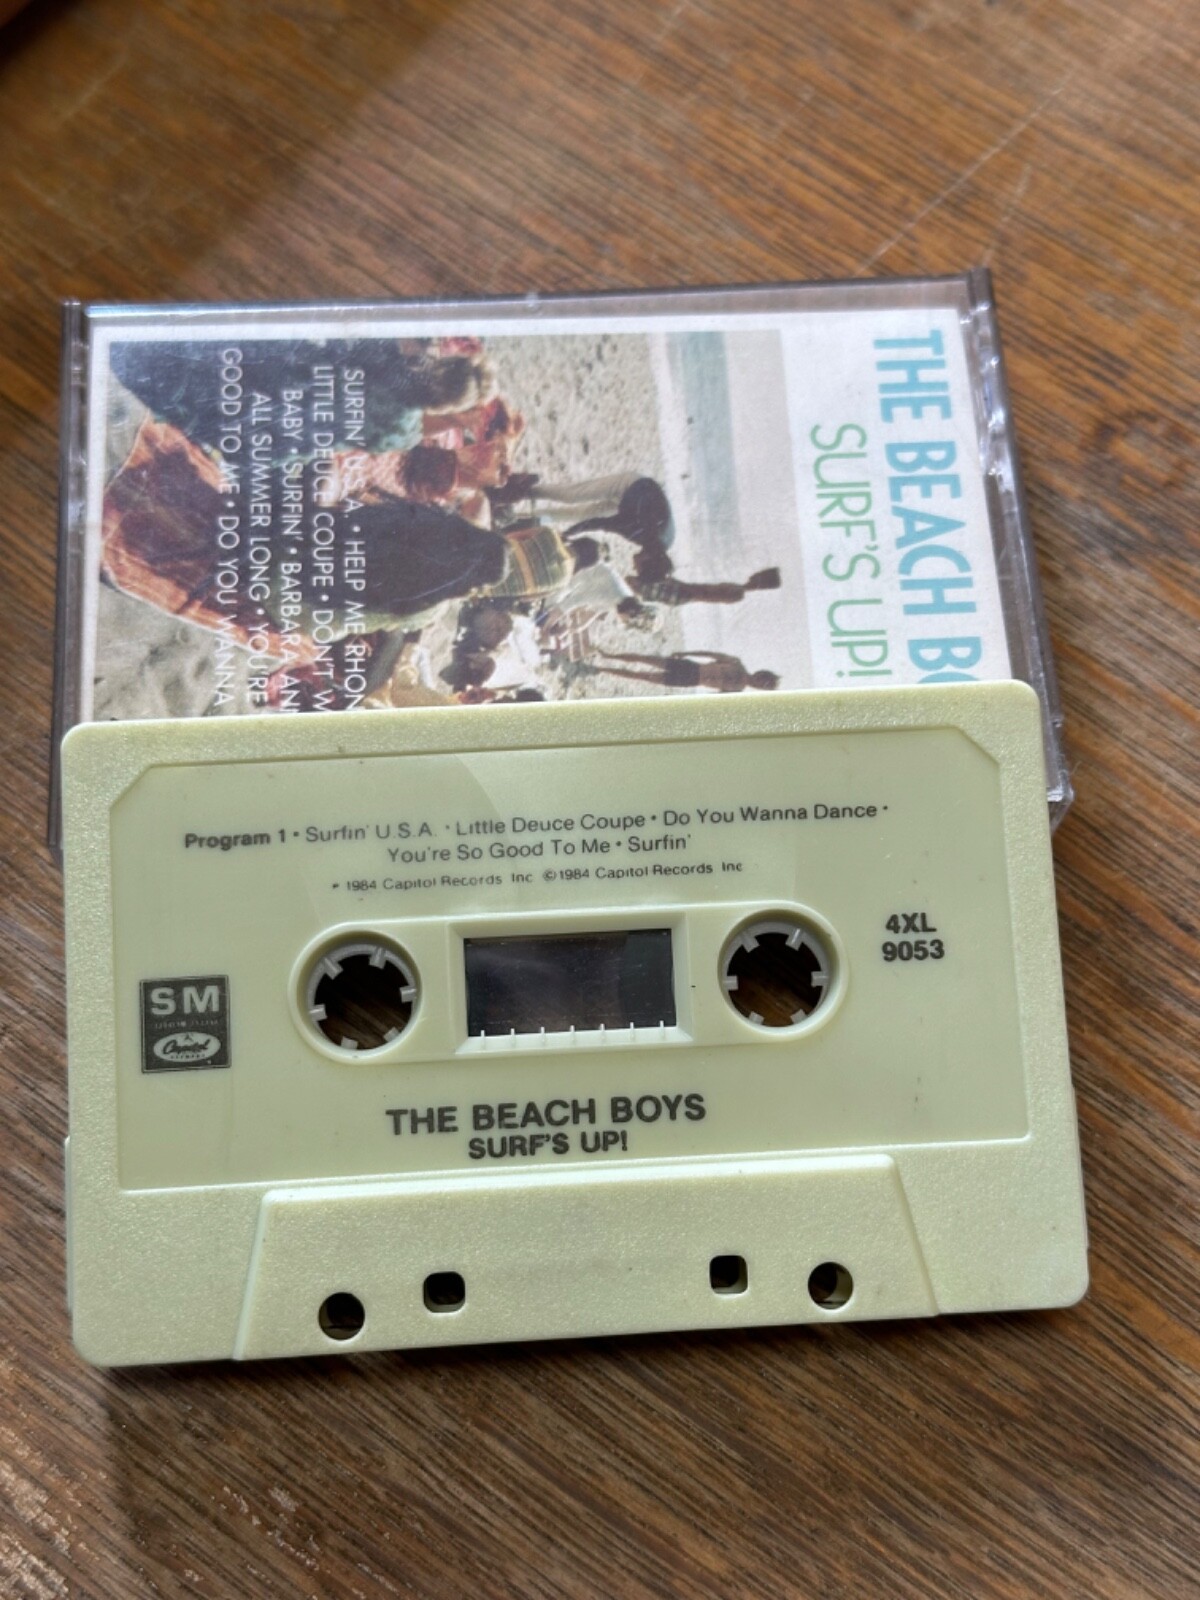 THE BEACH BO
SURF'S UP!
SURFIN' U.S.A. • HELP ME RHON
LITTLE DEUCE COUPE • DON'T W
BABY • SURFIN' • BARBARA ANN
ALL SUMMER LONG • YOU'RE
GOOD TO ME • DO YOU WANNA
Program 1 • Surfin' U.S.A. • Little Deuce Coupe • Do You Wanna Dance •
You're So Good To Me • Surfin'
℗ 1984 Capitol Records Inc ©1984 Capitol Records Inc
4XL
9053
SM
Capitol
RECORDS
THE BEACH BOYS
SURF'S UP!